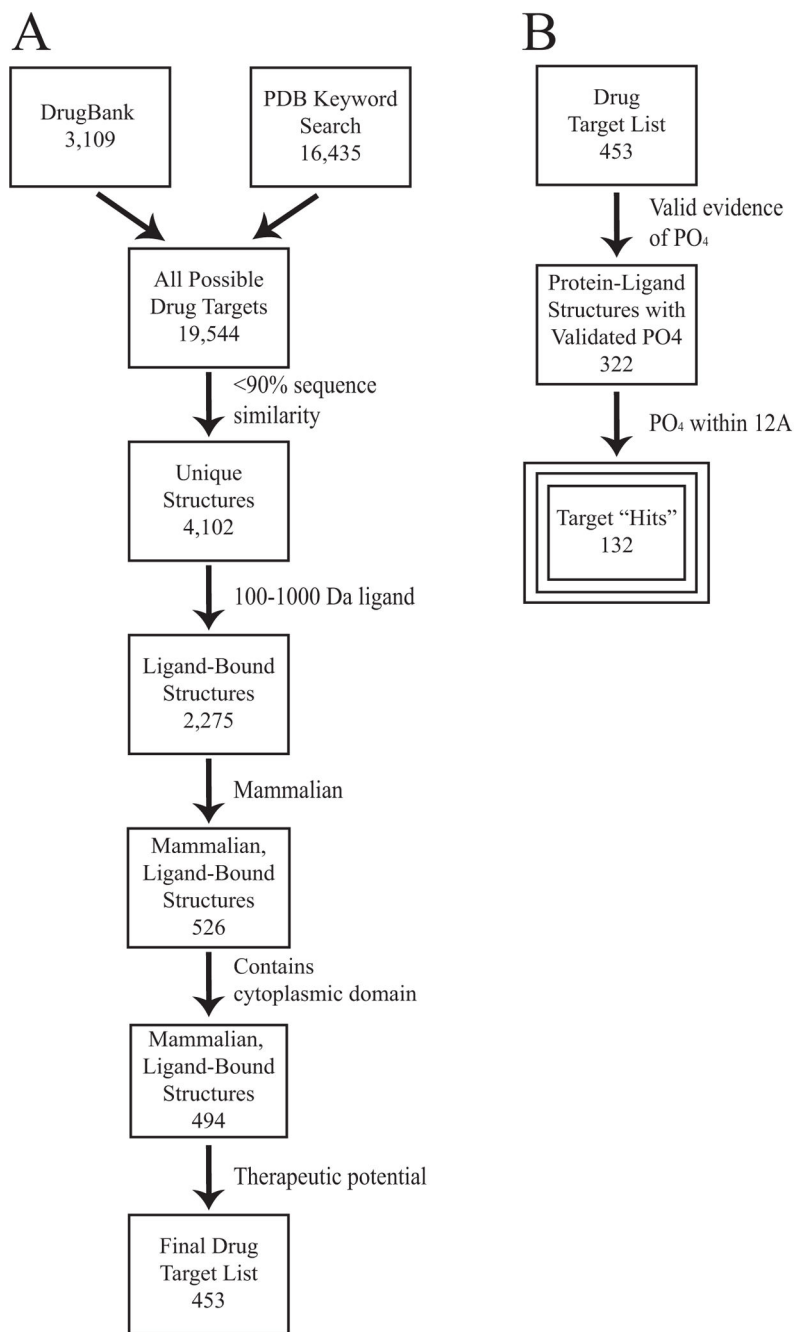 A
DrugBank
3,109
PDB Keyword
Search
16,435
All Possible
Drug Targets
19,544
<90% sequence
similarity
Unique
Structures
4,102
100-1000 Da ligand
Ligand-Bound
Structures
2,275
Mammalian
Mammalian,
Ligand-Bound
Structures
526
Contains
cytoplasmic domain
Mammalian,
Ligand-Bound
Structures
494
Therapeutic potential
Final Drug
Target List
453
B
Drug
Target List
453
Valid evidence
of PO₄
Protein-Ligand
Structures with
Validated PO4
322
PO₄ within 12A
Target “Hits”
132